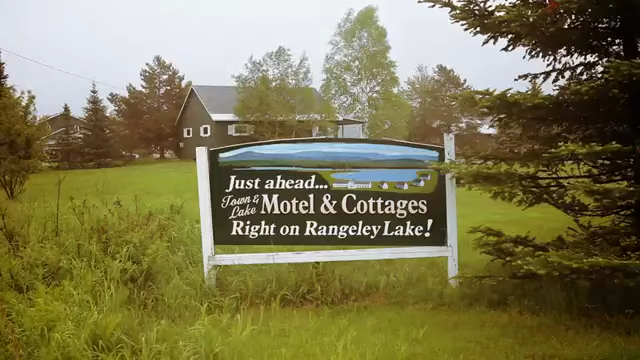 Just ahead...
Town & Lake Motel & Cottages
Right on Rangeley Lake!